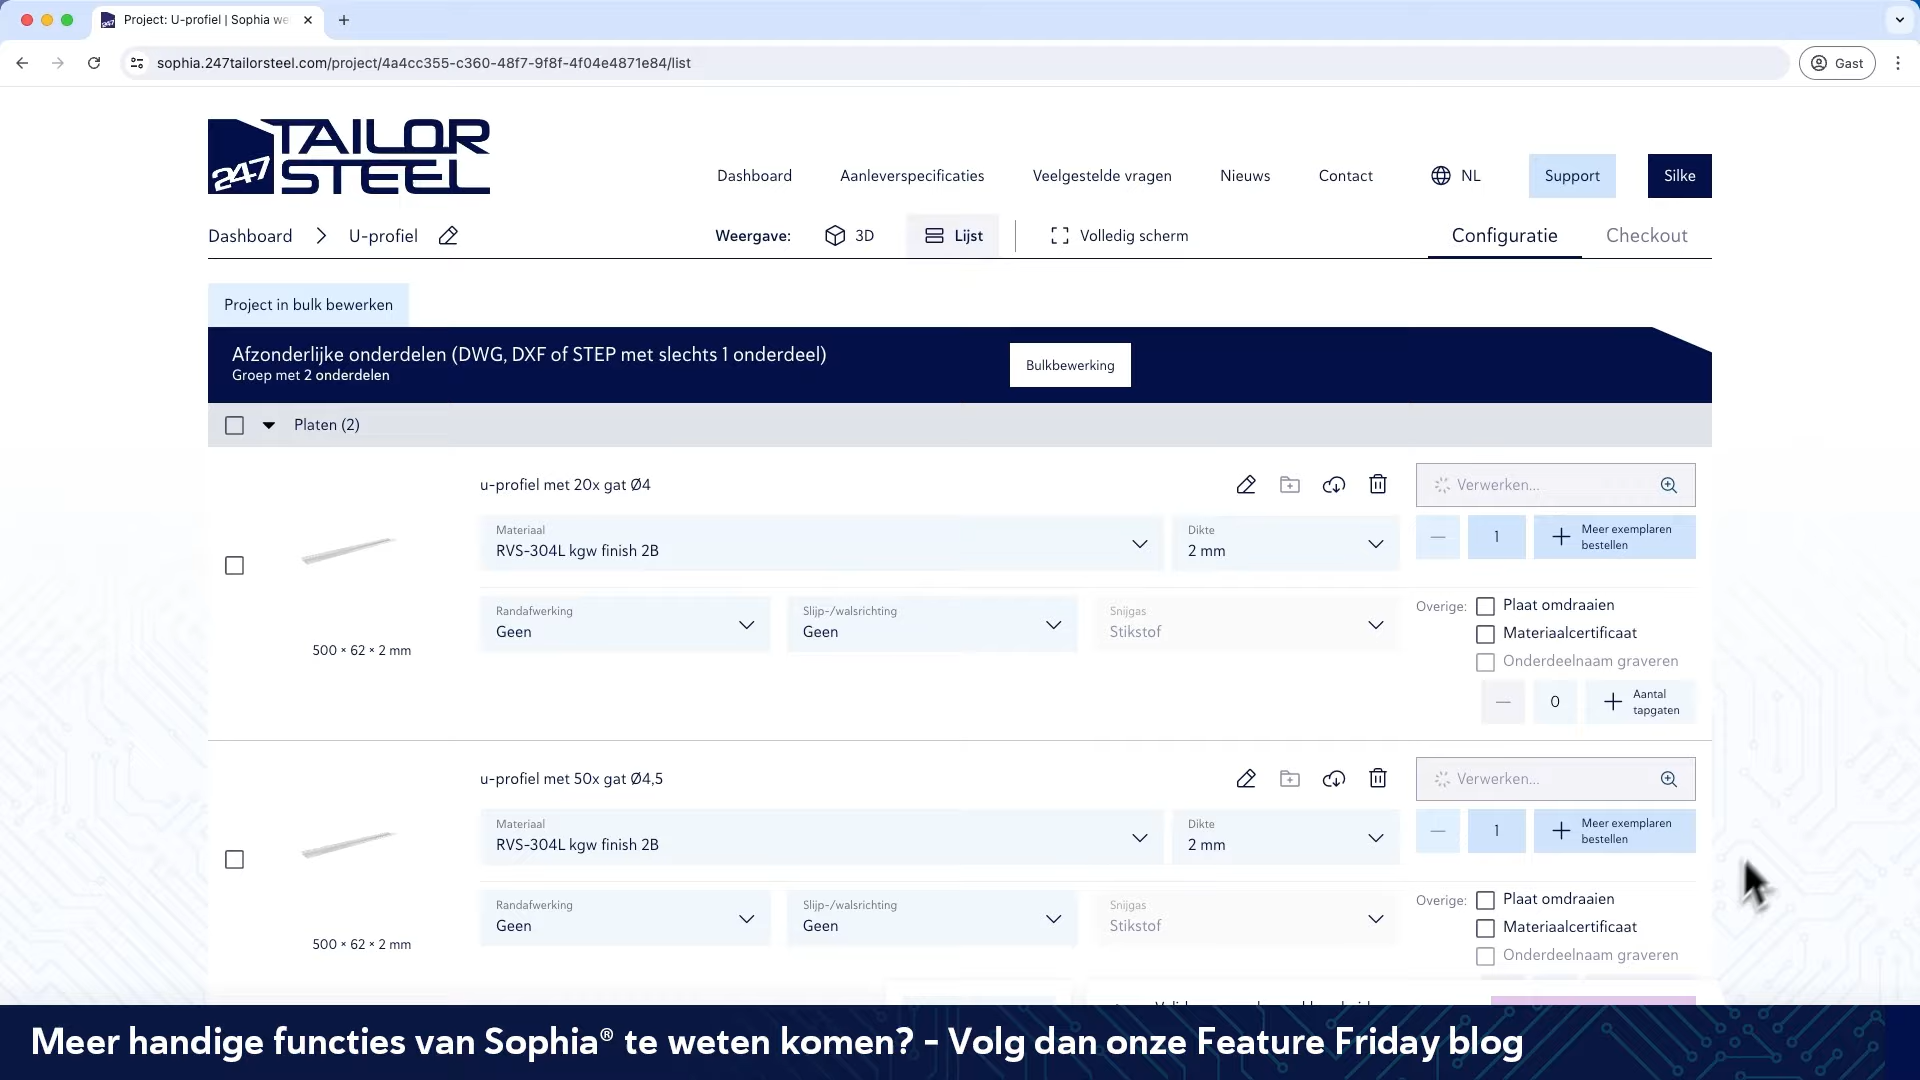 Project: U-profiel | Sophia we
Gast
sophia.247tailorsteel.com/project/4a4cc355-c360-48f7-9f8f-4f04e4871e84/list
247 TAILOR STEEL
Dashboard Aanleverspecificaties Veelgestelde vragen Nieuws Contact NL Support Silke
Dashboard U-profiel Weergave: 3D Lijst Volledig scherm Configuratie Checkout
Project in bulk bewerken
Afzonderlijke onderdelen (DWG, DXF of STEP met slechts 1 onderdeel)
Groep met 2 onderdelen
Bulkbewerking
Platen (2)
u-profiel met 20x gat Ø4
Verwerken...
Materiaal
RVS-304L kgw finish 2B
Dikte
2 mm
1
Meer exemplaren
bestellen
Randafwerking
Geen
Slijp-/walsrichting
Geen
Snijgas
Stikstof
Overige:
Plaat omdraaien
Materiaalcertificaat
Onderdeelnaam graveren
0
Aantal
tapgaten
500 × 62 × 2 mm
u-profiel met 50x gat Ø4,5
Verwerken...
Materiaal
RVS-304L kgw finish 2B
Dikte
2 mm
1
Meer exemplaren
bestellen
Randafwerking
Geen
Slijp-/walsrichting
Geen
Snijgas
Stikstof
Overige:
Plaat omdraaien
Materiaalcertificaat
Onderdeelnaam graveren
500 × 62 × 2 mm
Meer handige functies van Sophia® te weten komen? – Volg dan onze Feature Friday blog